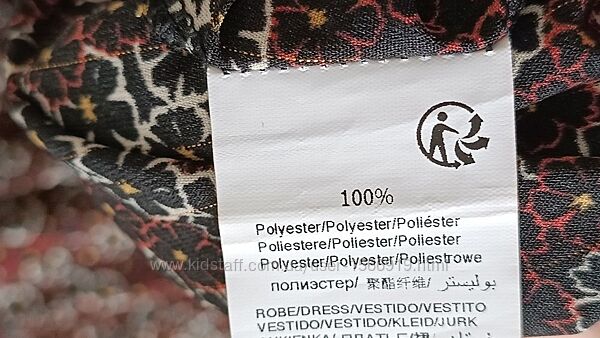 100%
Polyester/Polyester/Poliéster
Poliestere/Poliester/Poliester
Polyester/Polyester/Poliestrowe
полиэстер/ 聚酯纤维/ بوليستر
ROBE/DRESS/VESTIDO/VESTITO
VESTIDO/VESTIDO/KLEID/JURK